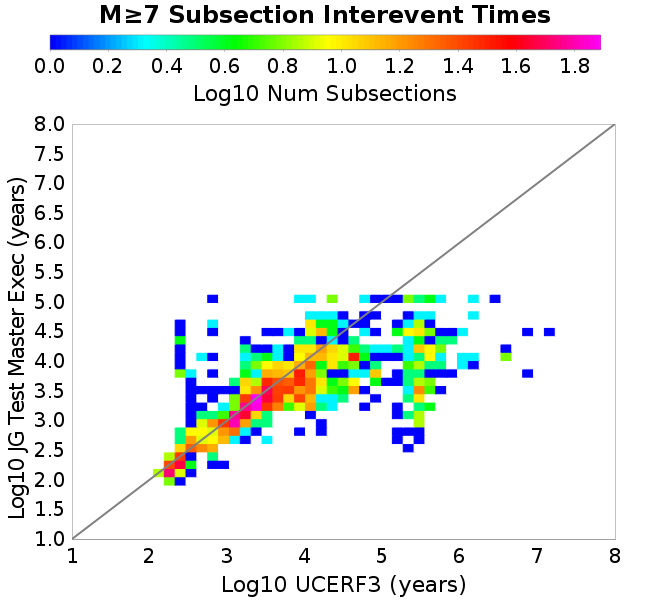 M≥7 Subsection Interevent Times
0.0 0.2 0.4 0.6 0.8 1.0 1.2 1.4 1.6 1.8
Log10 Num Subsections
8.0
7.5
7.0
6.5
6.0
5.5
5.0
4.5
4.0
3.5
3.0
2.5
2.0
1.5
1.0
Log10 JG Test Master Exec (years)
1 2 3 4 5 6 7 8
Log10 UCERF3 (years)